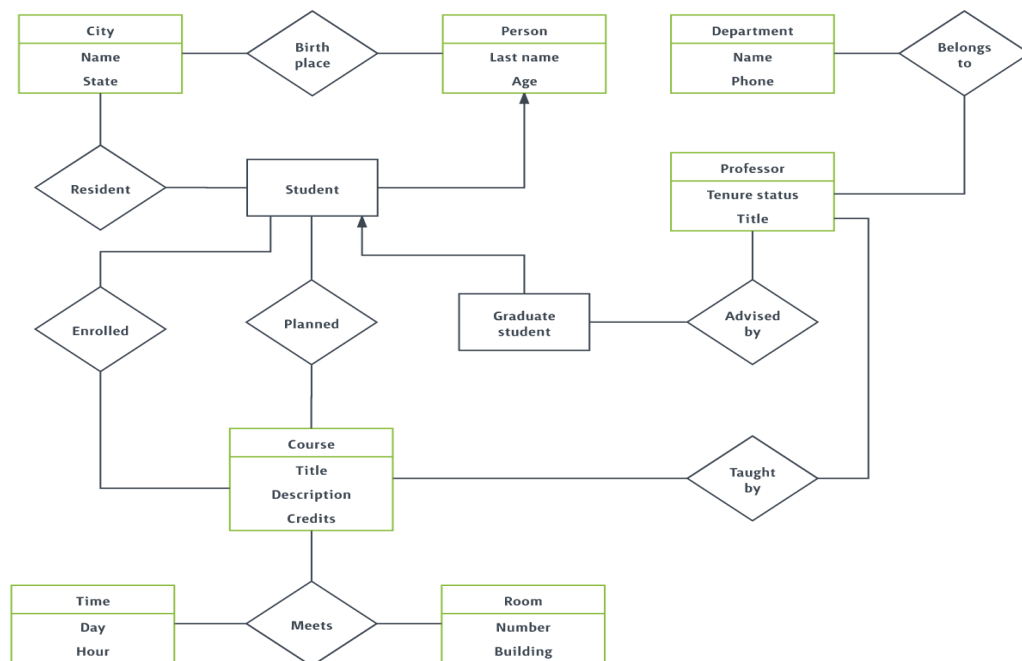 City
Name
State
Birth
place
Person
Last name
Age
Department
Name
Phone
Belongs
to
Resident
Student
Professor
Tenure status
Title
Enrolled
Planned
Graduate
student
Advised
by
Course
Title
Description
Credits
Taught
by
Time
Day
Hour
Meets
Room
Number
Building